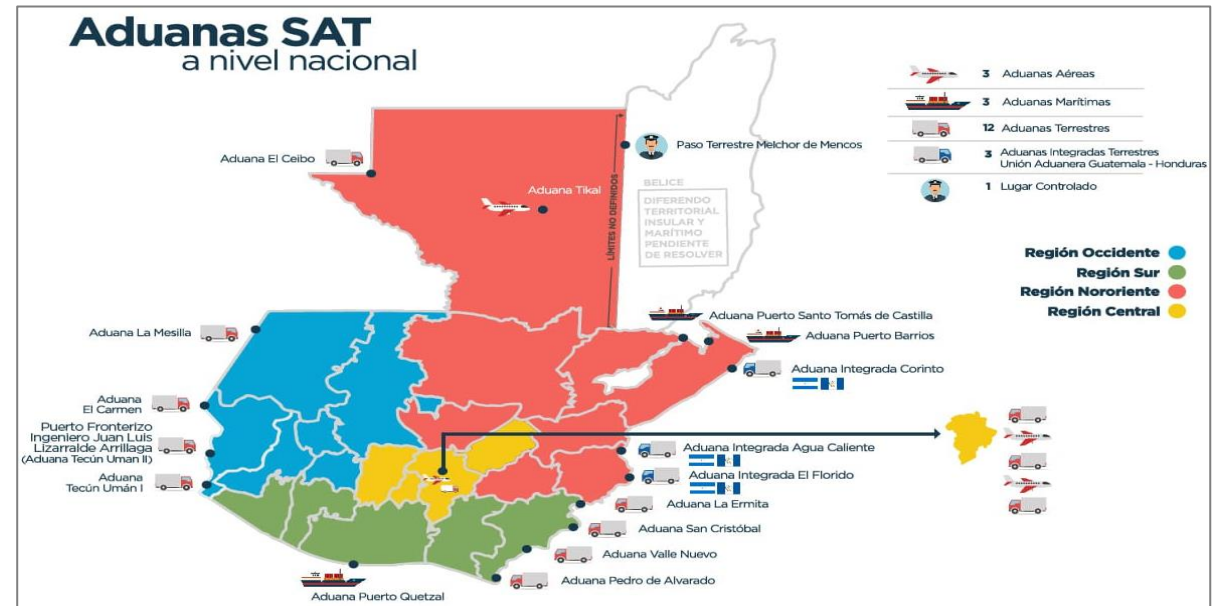 Aduanas SAT
a nivel nacional
3 Aduanas Aéreas
3 Aduanas Marítimas
12 Aduanas Terrestres
3 Aduanas Integradas Terrestres
Unión Aduanera Guatemala - Honduras
1 Lugar Controlado
Región Occidente
Región Sur
Región Nororiente
Región Central
Aduana El Ceibo
Aduana Tikal
Paso Terrestre Melchor de Mencos
LÍMITES NO DEFINIDOS
BELICE
DIFERENDO
TERRITORIAL
INSULAR Y
MARÍTIMO
PENDIENTE
DE RESOLVER
Aduana La Mesilla
Aduana Puerto Santo Tomás de Castilla
Aduana Puerto Barrios
Aduana Integrada Corinto
Aduana
El Carmen
Puerto Fronterizo
Ingeniero Juan Luis
Lizarralde Arrillaga
(Aduana Tecún Uman II)
Aduana
Tecún Umán I
Aduana Integrada Agua Caliente
Aduana Integrada El Florido
Aduana La Ermita
Aduana San Cristóbal
Aduana Valle Nuevo
Aduana Pedro de Alvarado
Aduana Puerto Quetzal